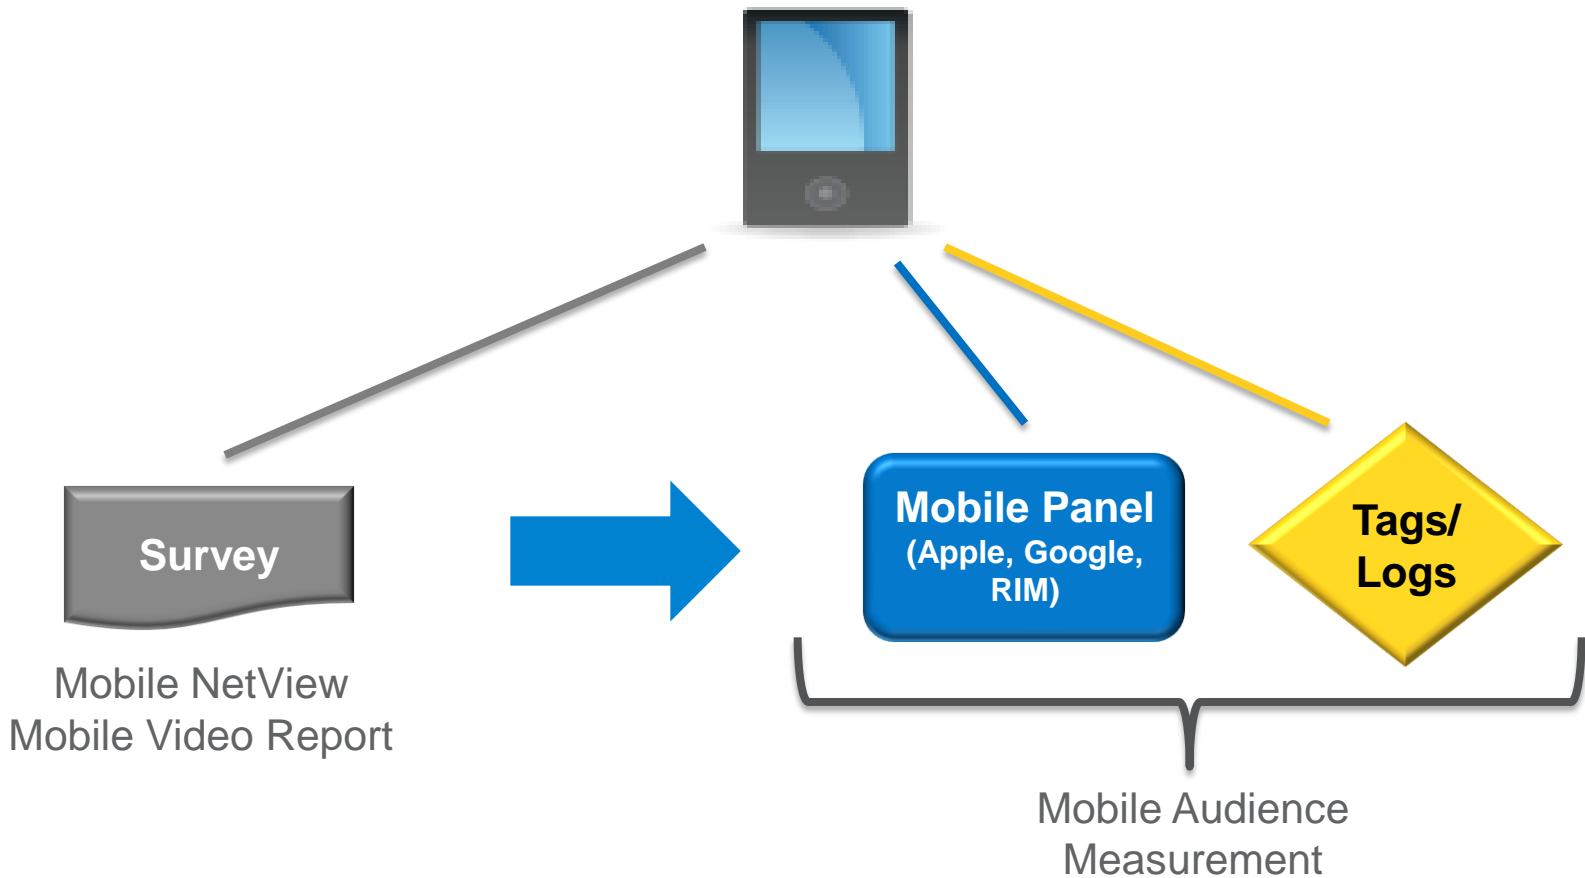 Survey
Mobile NetView
Mobile Video Report
Mobile Panel
(Apple, Google,
RIM)
Tags/
Logs
Mobile Audience
Measurement